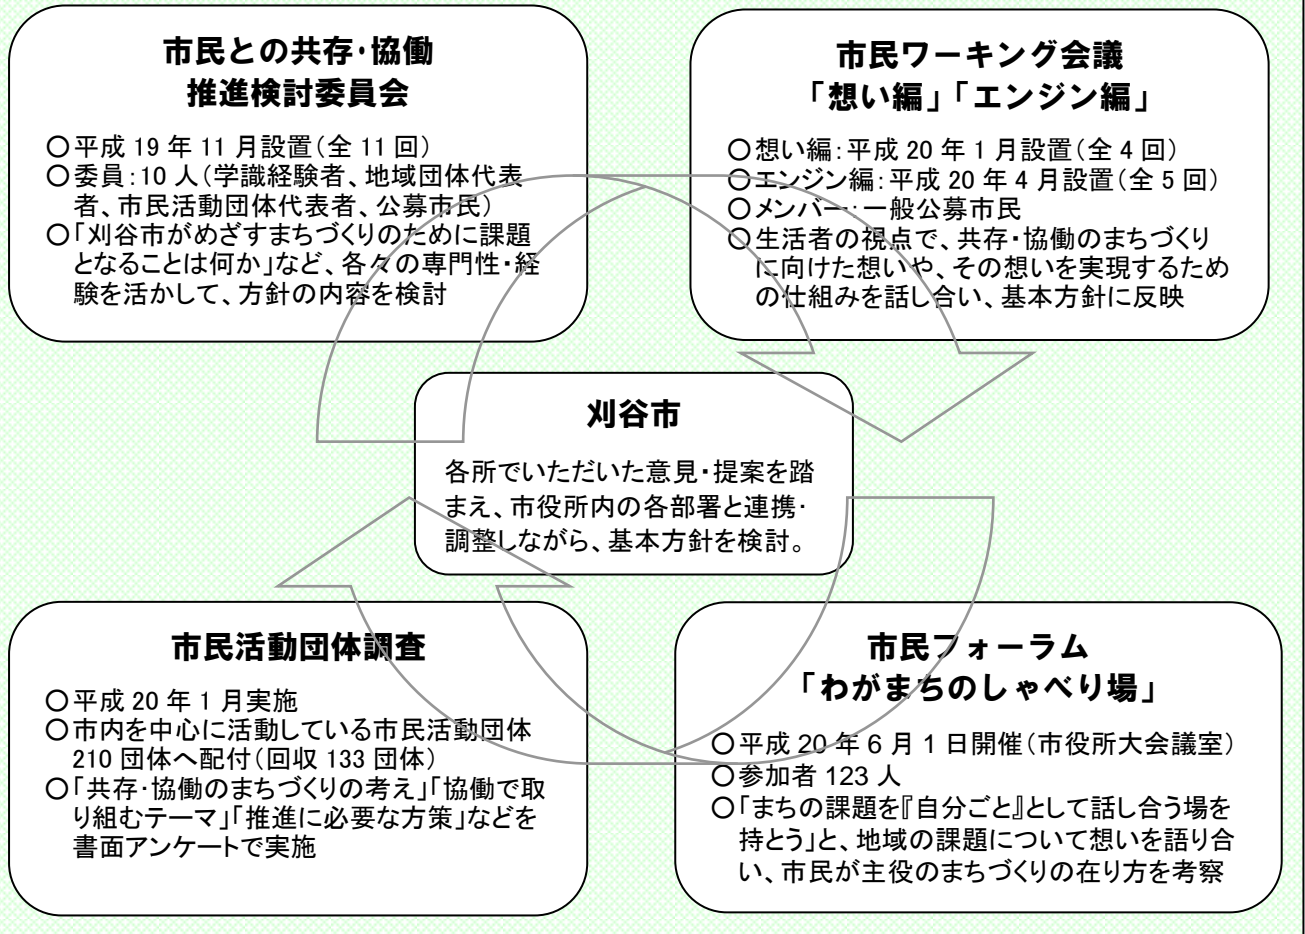 市民との共存・協働
推進検討委員会
○平成 19 年 11 月設置（全 11 回）
○委員：10 人（学識経験者、地域団体代表
者、市民活動団体代表者、公募市民）
○「刈谷市がめざすまちづくりのために課題
となることは何か」など、各々の専門性・経
験を活かして、方針の内容を検討
市民ワーキング会議
「想い編」「エンジン編」
○想い編：平成 20 年 1 月設置（全 4 回）
○エンジン編：平成 20 年 4 月設置（全 5 回）
○メンバー：一般公募市民
○生活者の視点で、共存・協働のまちづくり
に向けた想いや、その想いを実現するため
の仕組みを話し合い、基本方針に反映
刈谷市
各所でいただいた意見・提案を踏
まえ、市役所内の各部署と連携・
調整しながら、基本方針を検討。
市民活動団体調査
○平成 20 年 1 月実施
○市内を中心に活動している市民活動団体
210 団体へ配付（回収 133 団体）
○「共存・協働のまちづくりの考え」「協働で取
り組むテーマ」「推進に必要な方策」などを
書面アンケートで実施
市民フォーラム
「わがまちのしゃべり場」
○平成 20 年 6 月 1 日開催（市役所大会議室）
○参加者 123 人
○「まちの課題を『自分ごと』として話し合う場を
持とう」と、地域の課題について想いを語り合
い、市民が主役のまちづくりの在り方を考察